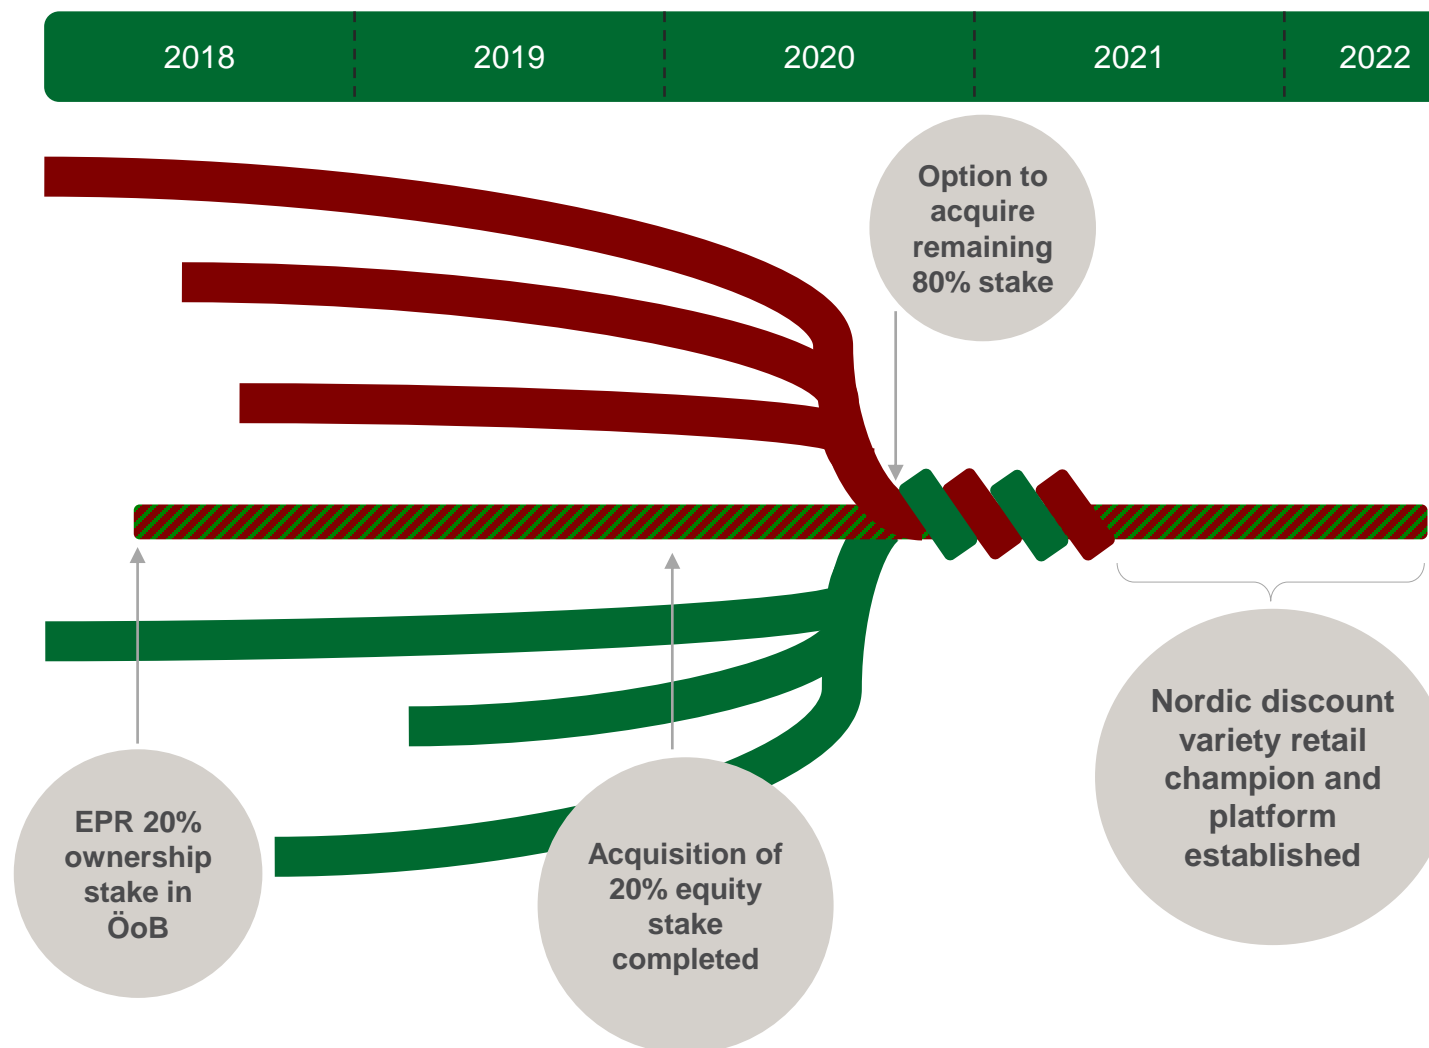 2018
2019
2020
2021
2022
Option to
acquire
remaining
80% stake
EPR 20%
ownership
stake in
ÖoB
Acquisition of
20% equity
stake
completed
Nordic discount
variety retail
champion and
platform
established